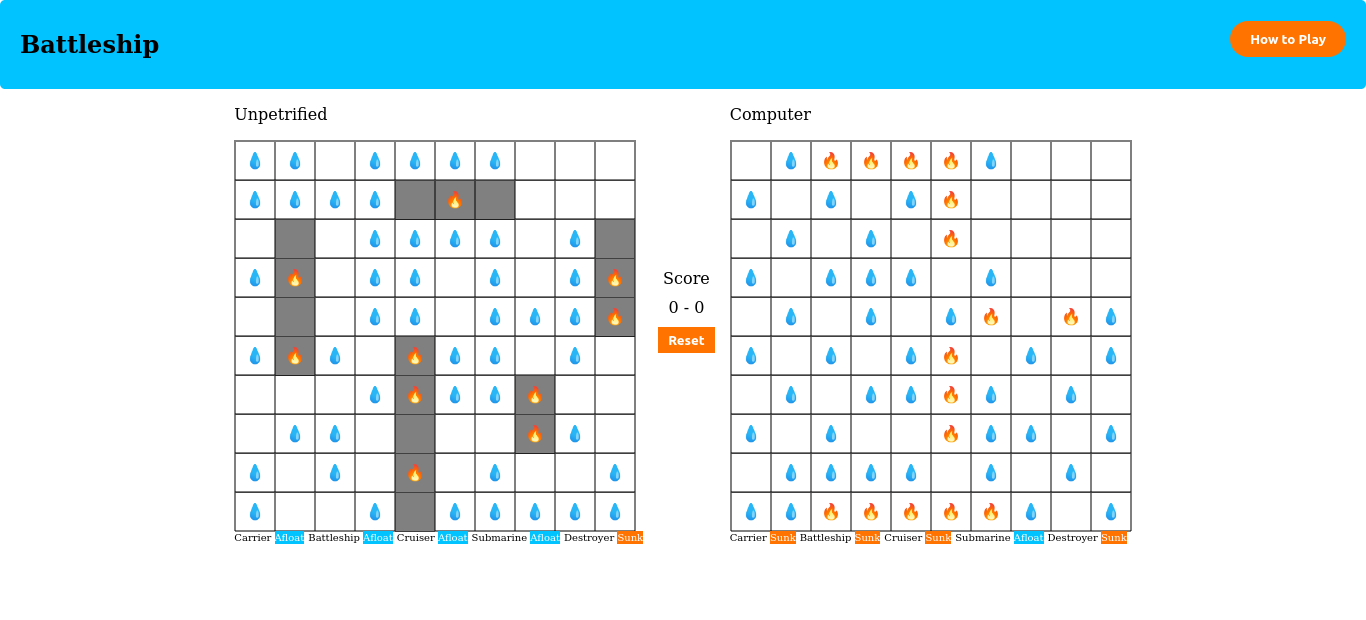 Battleship
How to Play
Unpetrified
Computer
Score
0 - 0
Reset
Carrier Afloat Battleship Afloat Cruiser Afloat Submarine Afloat Destroyer Sunk
Carrier Sunk Battleship Sunk Cruiser Sunk Submarine Afloat Destroyer Sunk